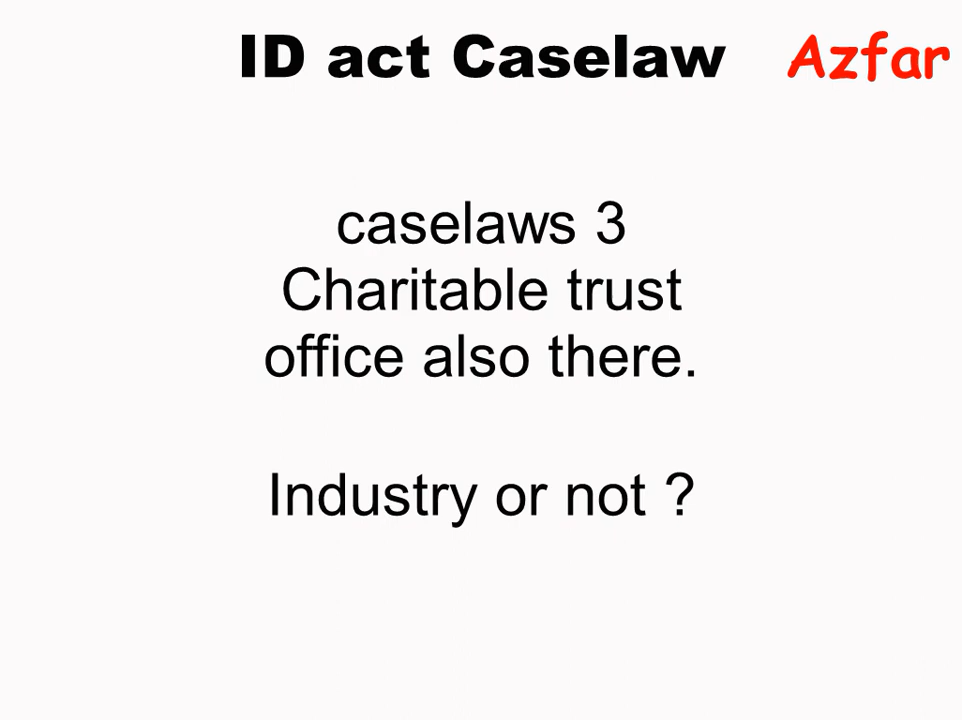 ID act Caselaw Azfar
caselaws 3
Charitable trust
office also there.
Industry or not ?